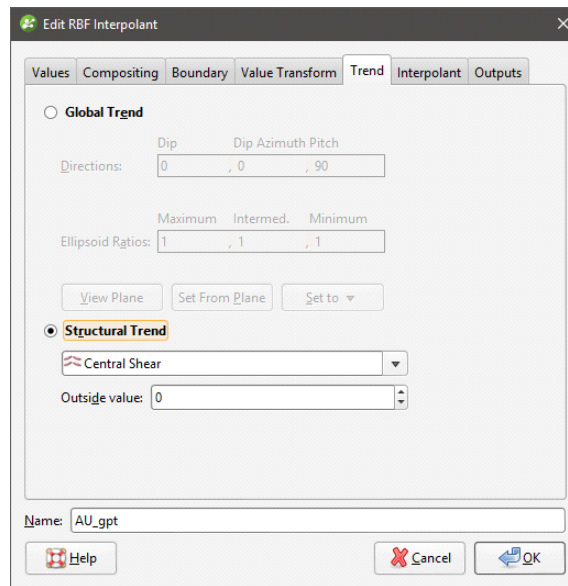 Edit RBF Interpolant
Values Compositing Boundary Value Transform Trend Interpolant Outputs
Global Trend
Dip Dip Azimuth Pitch
Directions: 0 , 0 , 90
Maximum Intermed. Minimum
Ellipsoid Ratios: 1 , 1 , 1
View Plane Set From Plane Set to
Structural Trend
Central Shear
Outside value: 0
Name: AU_gpt
Help Cancel OK